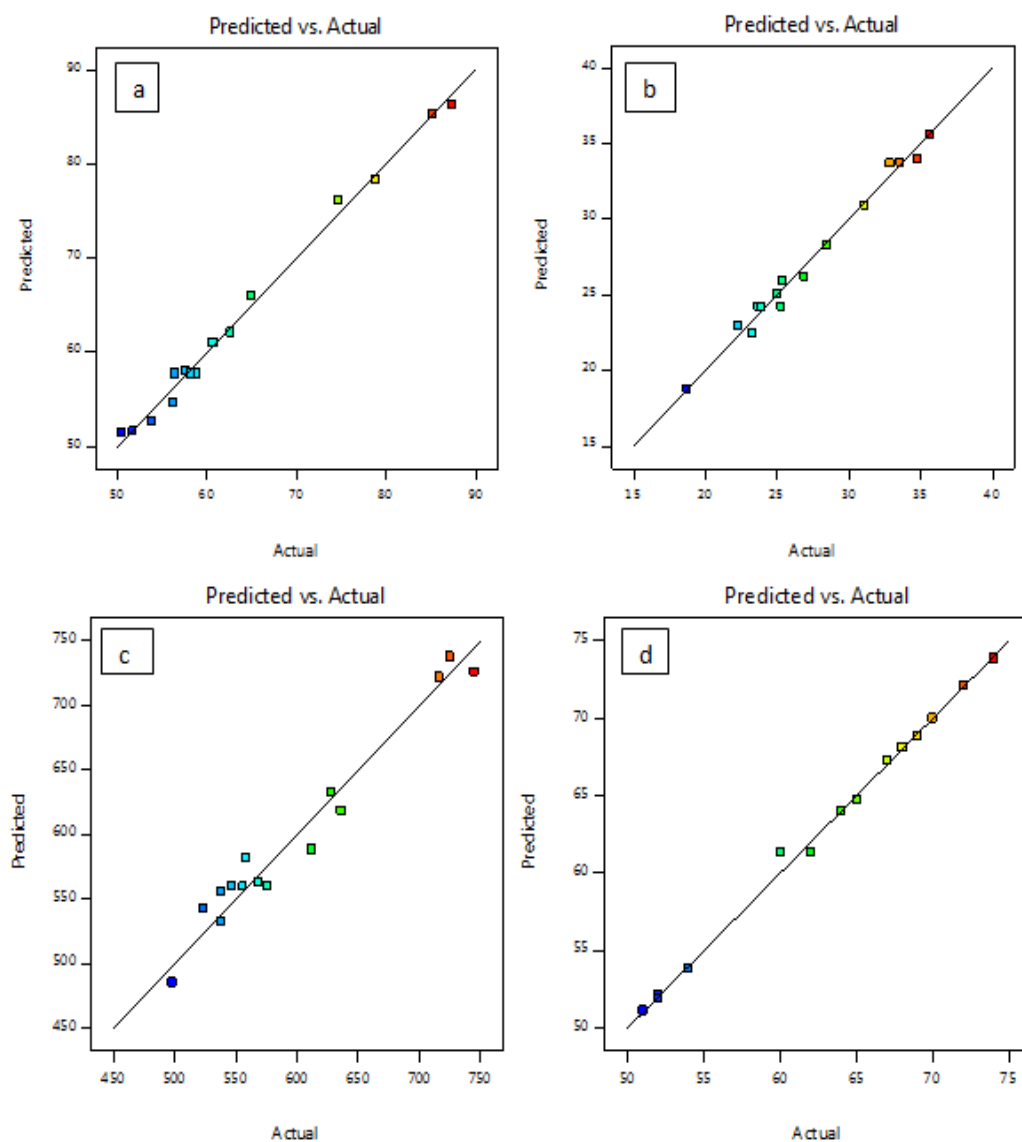 Predicted vs. Actual
a
90
80
70
60
50
Predicted
50 60 70 80 90
Actual
Predicted vs. Actual
b
40
35
30
25
20
15
Predicted
15 20 25 30 35 40
Actual
Predicted vs. Actual
c
750
700
650
600
550
500
450
Predicted
450 500 550 600 650 700 750
Actual
Predicted vs. Actual
d
75
70
65
60
55
50
Predicted
50 55 60 65 70 75
Actual